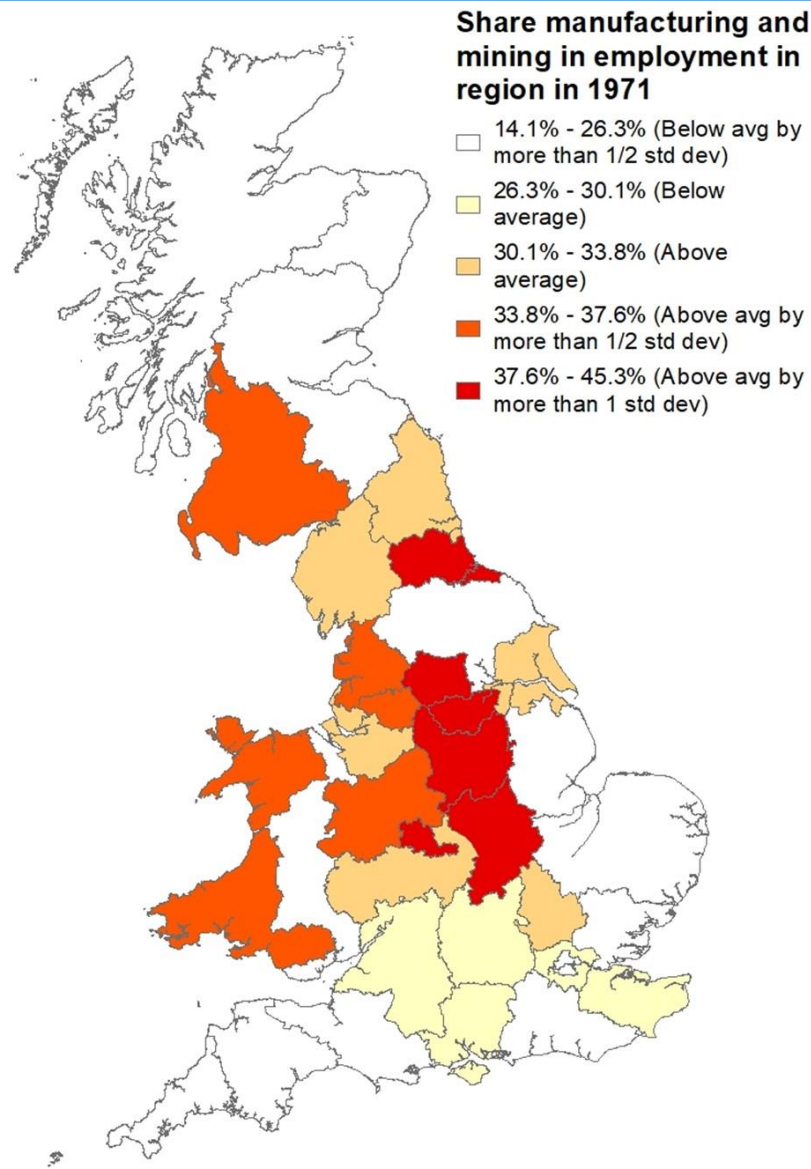 Share manufacturing and
mining in employment in
region in 1971
14.1% - 26.3% (Below avg by
more than 1/2 std dev)
26.3% - 30.1% (Below
average)
30.1% - 33.8% (Above
average)
33.8% - 37.6% (Above avg by
more than 1/2 std dev)
37.6% - 45.3% (Above avg by
more than 1 std dev)